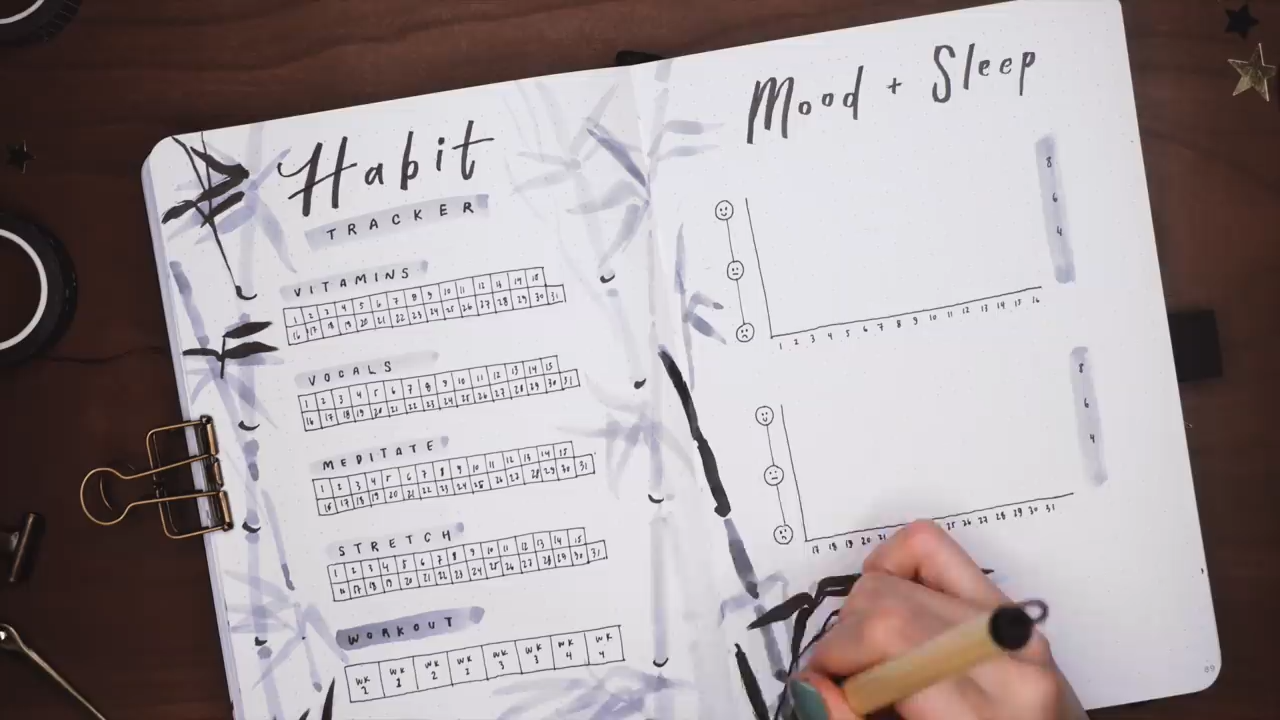 Habit
TRACKER
VITAMINS
1 2 3 4 5 6 7 8 9 10 11 12 4 14 15
16 17 18 19 20 21 22 23 24 25 26 27 28 29 30 31
VOCALS
1 2 3 4 5 6 7 8 9 10 11 12 13 14 15
16 17 18 19 20 21 22 23 24 25 26 27 28 29 30 31
MEDITATE
1 2 3 4 5 6 7 8 9 10 11 12 13 14 15
16 17 18 19 20 21 22 23 24 25 26 27 28 29 30 31
STRETCH
1 2 3 4 5 6 7 8 9 10 11 12 13 14 15
16 17 18 19 20 21 22 23 24 25 26 27 28 29 30 31
WORKOUT
WK WK WK WK WK WK WK
2 2 2 3 3 4 4
Mood + Sleep
8
6
4
1 2 3 4 5 6 7 8 9 10 11 12 13 14 15 16
8
6
4
17 18 19 20 21 25 26 27 28 29 30 31